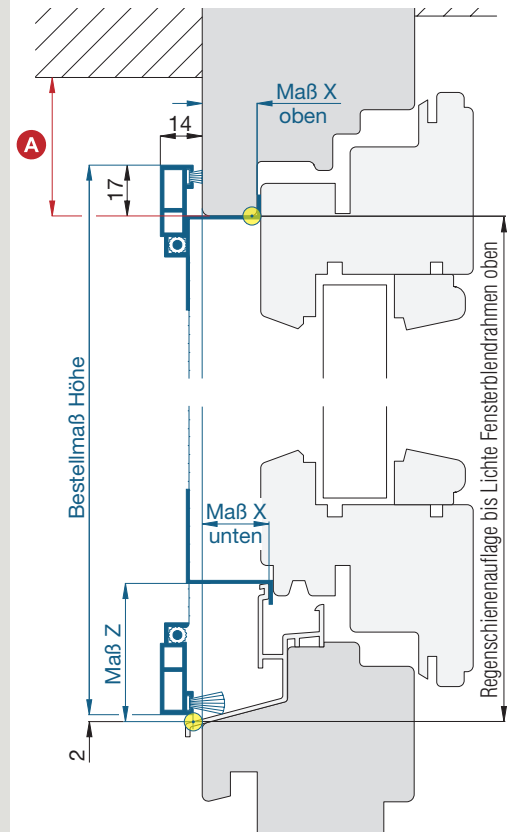 Maß X
oben
14
A
17
Bestellmaß Höhe
Maß X
unten
Maß Z
Regenschienenauflage bis Lichte Fensterblendrahmen oben
2